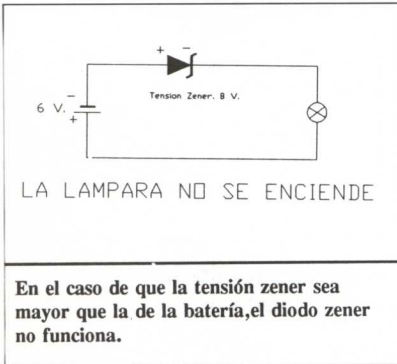 + −
Tension Zener. 8 V.
−
6 V.
+
LA LAMPARA NO SE ENCIENDE
En el caso de que la tensión zener sea
mayor que la de la batería,el diodo zener
no funciona.